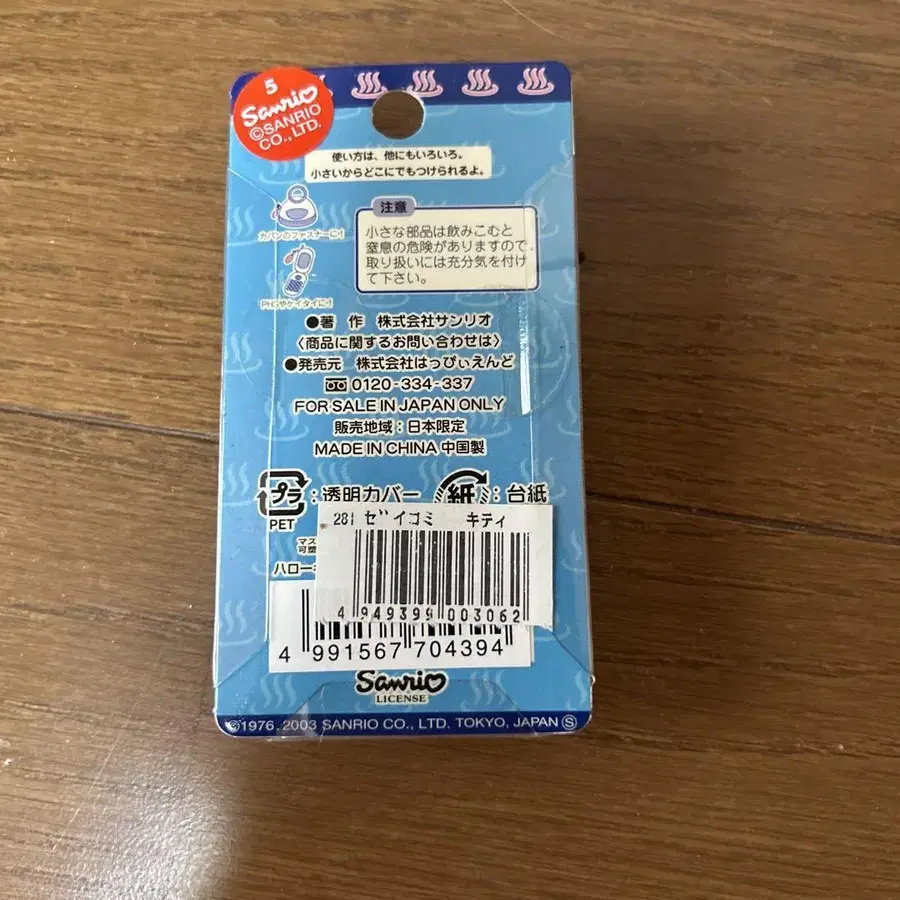 5
Sanrio
©SANRIO
CO., LTD.
使い方は、他にもいろいろ。
小さいからどこにでもつけられるよ。
カバンのファスナーに!
PHSやケイタイに!
注意
小さな部品は飲みこむと
窒息の危険がありますので、
取り扱いには充分気を付け
て下さい。
●著 作 株式会社サンリオ
〈商品に関するお問い合わせは〉
●発売元 株式会社はっぴぃえんど
0120-334-337
FOR SALE IN JAPAN ONLY
販売地域:日本限定
MADE IN CHINA 中国製
プラ:透明カバー 紙:台紙
PET
マス
可塑
ハロー
281 ゼイコミ キティ
4 949399 003062
4 991567 704394
Sanrio
LICENSE
©1976, 2003 SANRIO CO., LTD. TOKYO, JAPAN Ⓢ